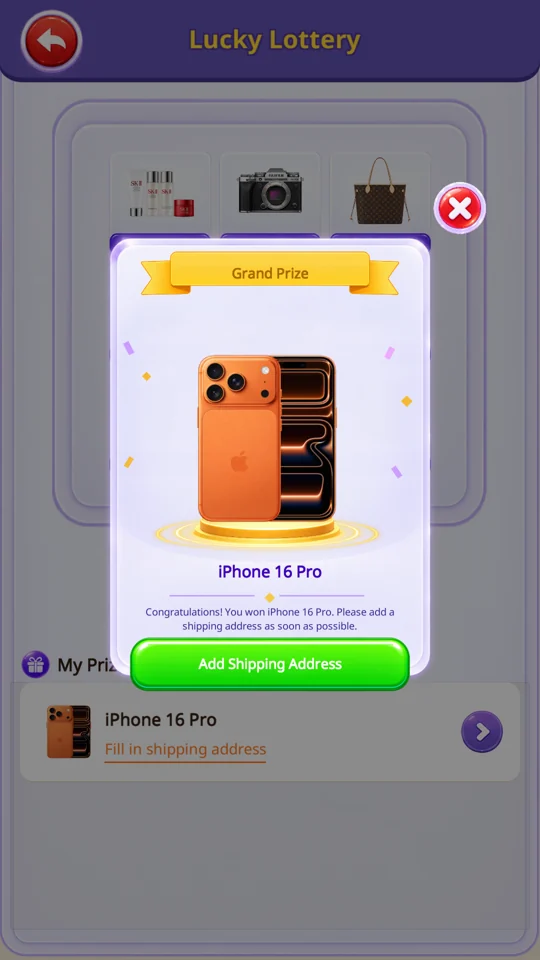 Lucky Lottery
Grand Prize
iPhone 16 Pro
Congratulations! You won iPhone 16 Pro. Please add a
shipping address as soon as possible.
Add Shipping Address
My Priz
iPhone 16 Pro
Fill in shipping address